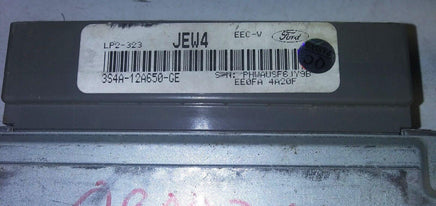 LP2-323 JEW4 EEC-V Ford
3S4A-12A650-GE S/N: PHWAUSF6JY9B
EE0FA 4A20F